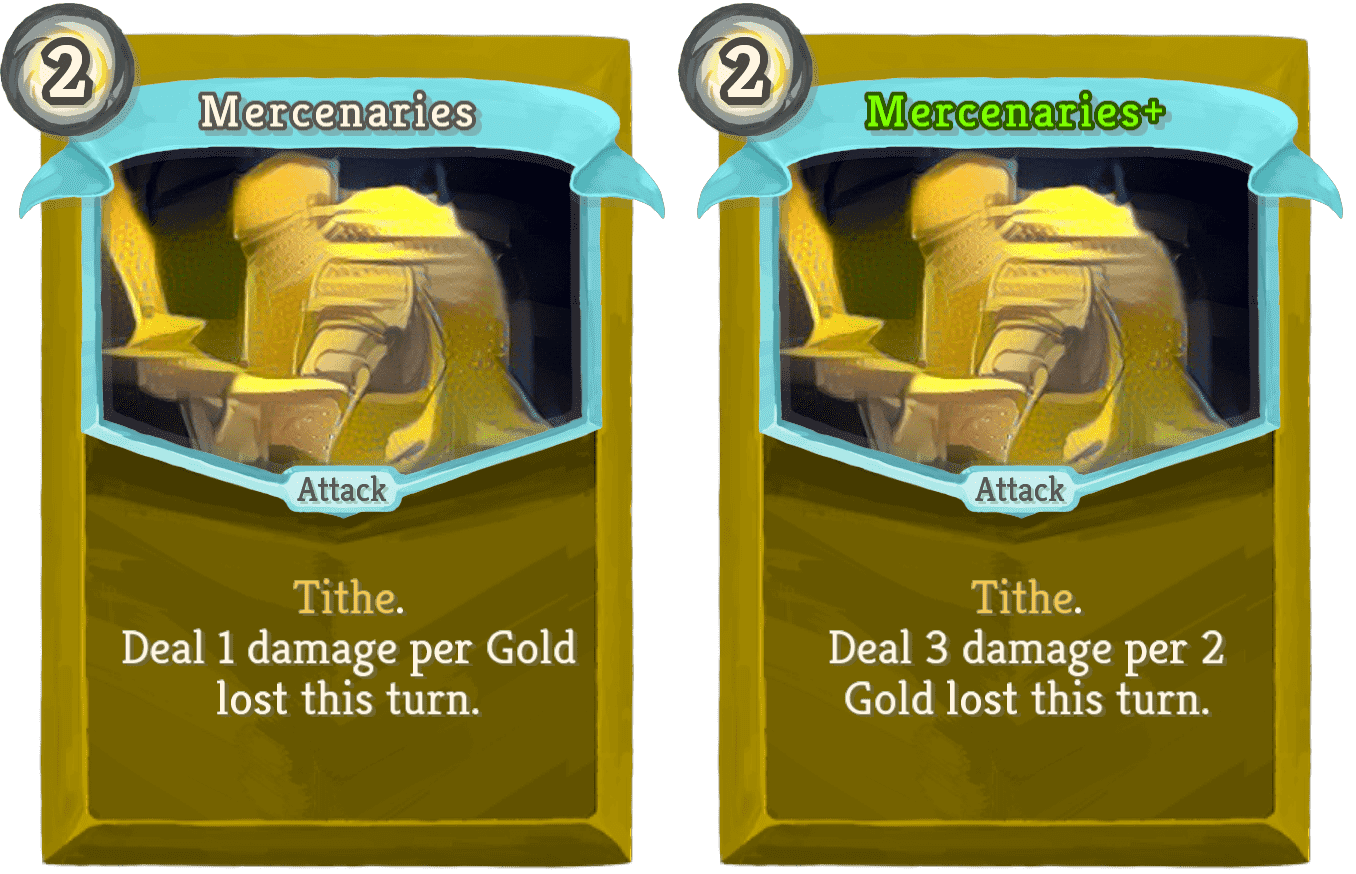 2
Mercenaries
Attack
Tithe.
Deal 1 damage per Gold
lost this turn.
2
Mercenaries+
Attack
Tithe.
Deal 3 damage per 2
Gold lost this turn.